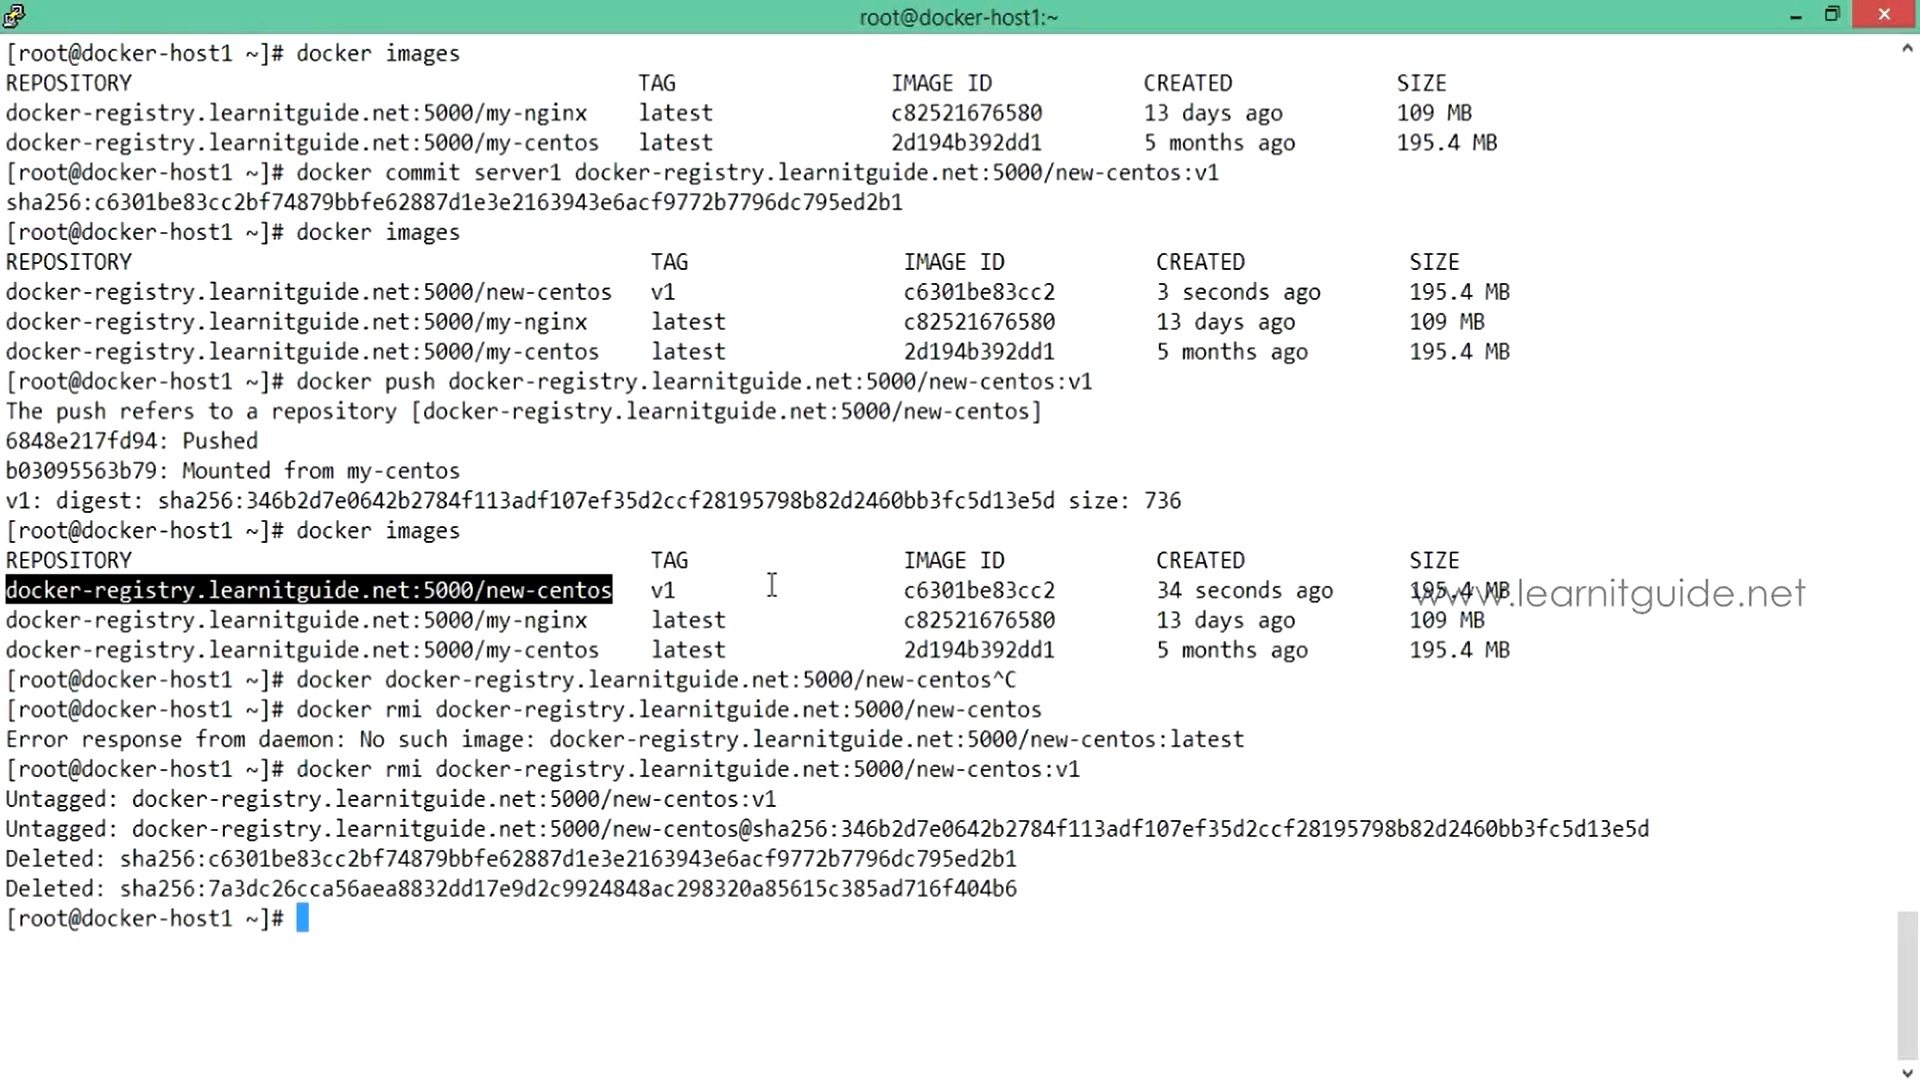 root@docker-host1:~
[root@docker-host1 ~]# docker images
REPOSITORY TAG IMAGE ID CREATED SIZE
docker-registry.learnitguide.net:5000/my-nginx latest c82521676580 13 days ago 109 MB
docker-registry.learnitguide.net:5000/my-centos latest 2d194b392dd1 5 months ago 195.4 MB
[root@docker-host1 ~]# docker commit server1 docker-registry.learnitguide.net:5000/new-centos:v1
sha256:c6301be83cc2bf74879bbfe62887d1e3e2163943e6acf9772b7796dc795ed2b1
[root@docker-host1 ~]# docker images
REPOSITORY TAG IMAGE ID CREATED SIZE
docker-registry.learnitguide.net:5000/new-centos v1 c6301be83cc2 3 seconds ago 195.4 MB
docker-registry.learnitguide.net:5000/my-nginx latest c82521676580 13 days ago 109 MB
docker-registry.learnitguide.net:5000/my-centos latest 2d194b392dd1 5 months ago 195.4 MB
[root@docker-host1 ~]# docker push docker-registry.learnitguide.net:5000/new-centos:v1
The push refers to a repository [docker-registry.learnitguide.net:5000/new-centos]
6848e217fd94: Pushed
b03095563b79: Mounted from my-centos
v1: digest: sha256:346b2d7e0642b2784f113adf107ef35d2ccf28195798b82d2460bb3fc5d13e5d size: 736
[root@docker-host1 ~]# docker images
REPOSITORY TAG IMAGE ID CREATED SIZE
docker-registry.learnitguide.net:5000/new-centos v1 c6301be83cc2 34 seconds ago 195.4 MB
www.learnitguide.net
docker-registry.learnitguide.net:5000/my-nginx latest c82521676580 13 days ago 109 MB
docker-registry.learnitguide.net:5000/my-centos latest 2d194b392dd1 5 months ago 195.4 MB
[root@docker-host1 ~]# docker docker-registry.learnitguide.net:5000/new-centos^C
[root@docker-host1 ~]# docker rmi docker-registry.learnitguide.net:5000/new-centos
Error response from daemon: No such image: docker-registry.learnitguide.net:5000/new-centos:latest
[root@docker-host1 ~]# docker rmi docker-registry.learnitguide.net:5000/new-centos:v1
Untagged: docker-registry.learnitguide.net:5000/new-centos:v1
Untagged: docker-registry.learnitguide.net:5000/new-centos@sha256:346b2d7e0642b2784f113adf107ef35d2ccf28195798b82d2460bb3fc5d13e5d
Deleted: sha256:c6301be83cc2bf74879bbfe62887d1e3e2163943e6acf9772b7796dc795ed2b1
Deleted: sha256:7a3dc26cca56aea8832dd17e9d2c9924848ac298320a85615c385ad716f404b6
[root@docker-host1 ~]#